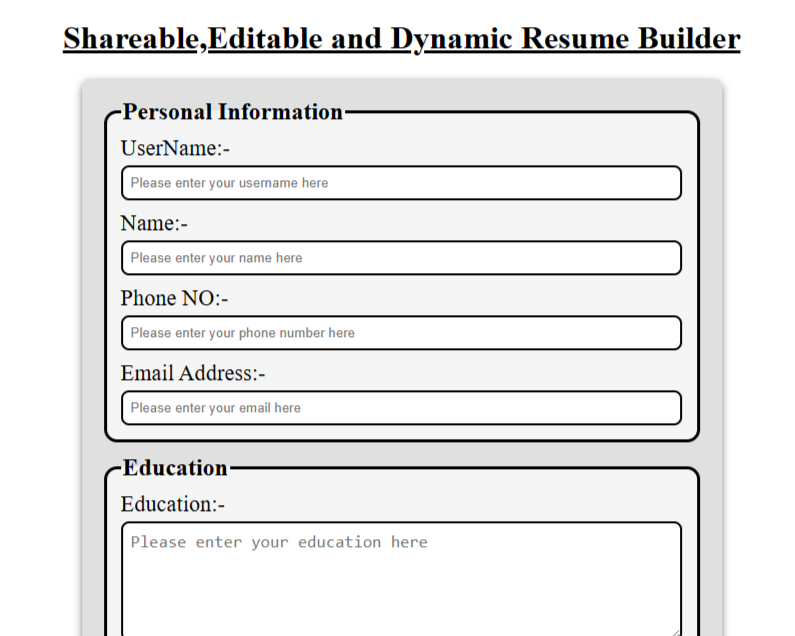 Shareable,Editable and Dynamic Resume Builder
Personal Information
UserName:-
Please enter your username here
Name:-
Please enter your name here
Phone NO:-
Please enter your phone number here
Email Address:-
Please enter your email here
Education
Education:-
Please enter your education here